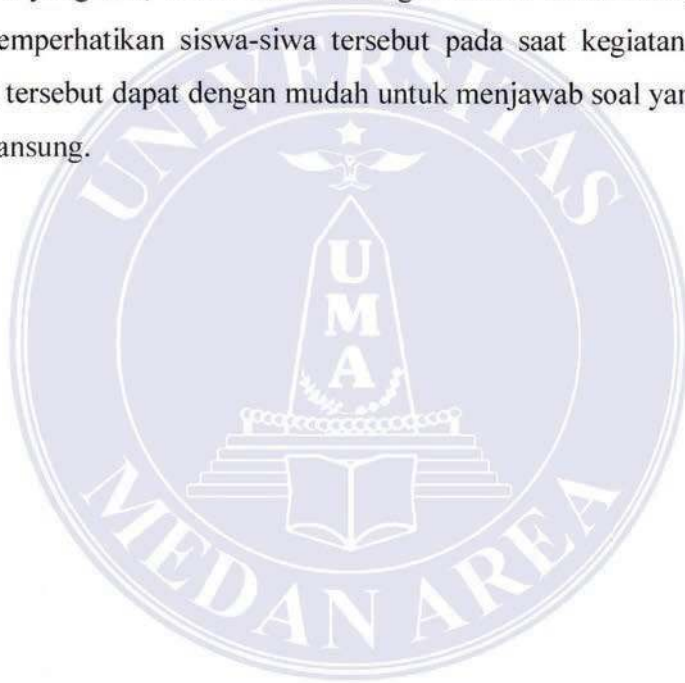 emperhatikan siswa-siwa tersebut pada saat kegiatan
tersebut dapat dengan mudah untuk menjawab soal yan
ansung.
UNIVERSITAS
UMA
MEDAN AREA